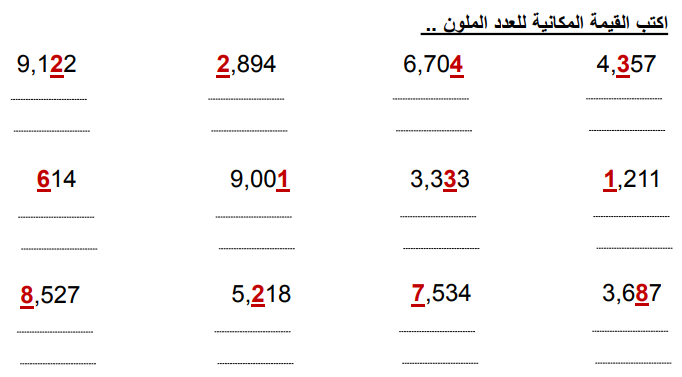 اكتب القيمة المكانية للعدد الملون ..
9,122 2,894 6,704 4,357
614 9,001 3,333 1,211
8,527 5,218 7,534 3,687